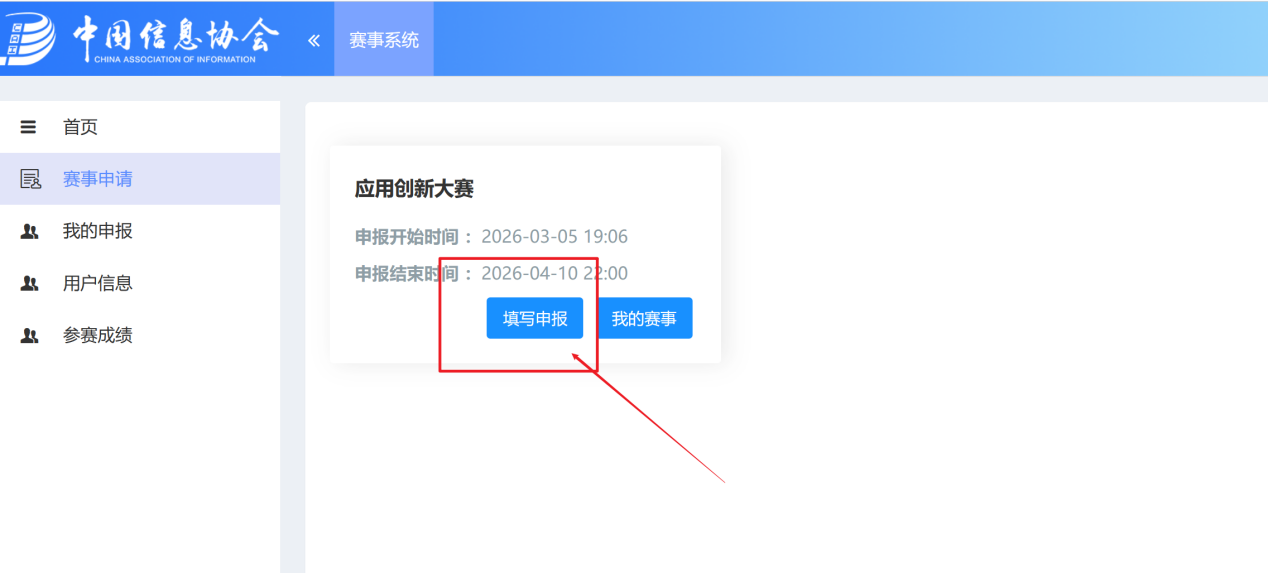 中国信息协会
CHINA ASSOCIATION OF INFORMATION
赛事系统
首页
赛事申请
我的申报
用户信息
参赛成绩
应用创新大赛
申报开始时间： 2026-03-05 19:06
申报结束时间： 2026-04-10 22:00
填写申报
我的赛事